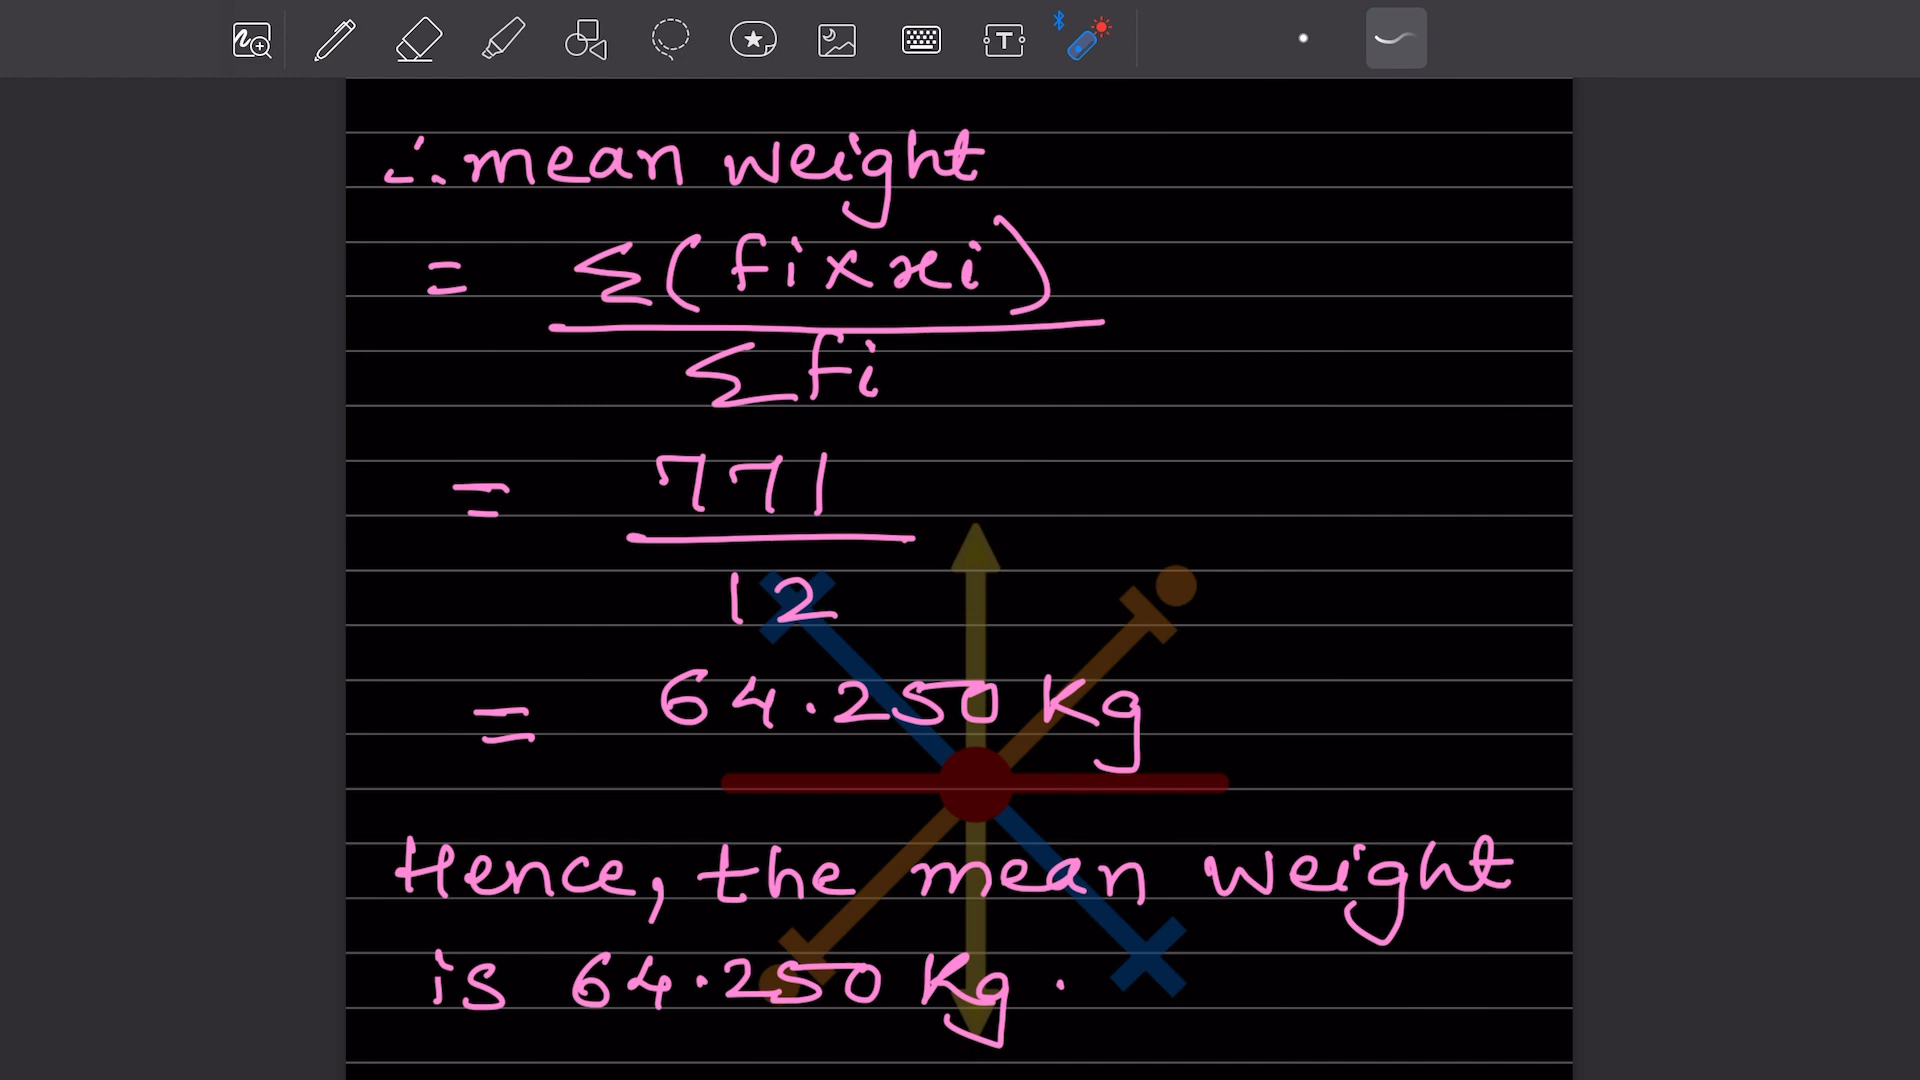 ∴ mean weight
= Σ(fi×xi)
Σfi
= 771
12
= 64.250 Kg
Hence, the mean weight
is 64.250 Kg.